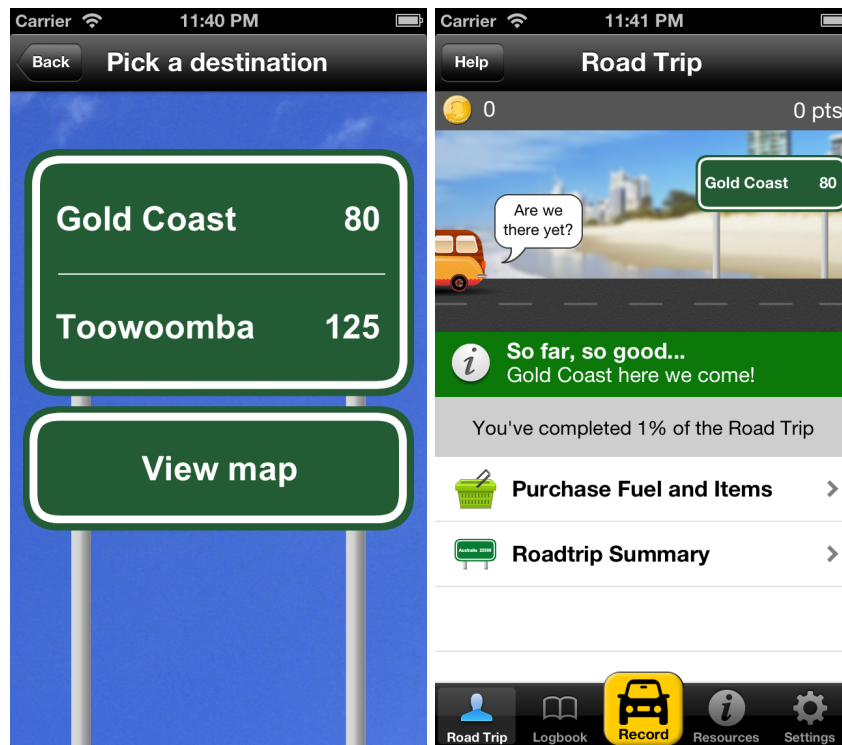 Carrier 11:40 PM
Back Pick a destination
Gold Coast 80
Toowoomba 125
View map
Carrier 11:41 PM
Help Road Trip
0 0 pts
Gold Coast 80
Are we
there yet?
So far, so good...
Gold Coast here we come!
You've completed 1% of the Road Trip
Purchase Fuel and Items
Roadtrip Summary
Road Trip Logbook Record Resources Settings